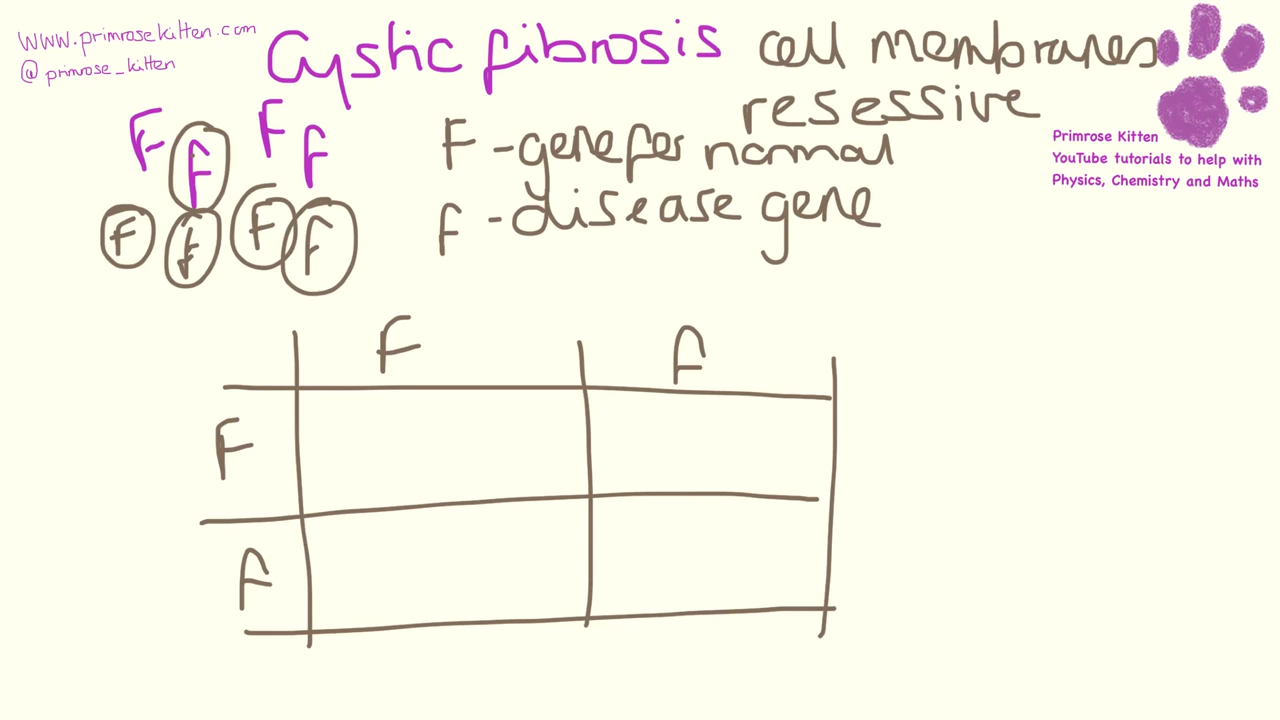 www.primrosekitten.com
@primrose_kitten
Cystic fibrosis cell membranes
resessive
F f F f
F - gene for normal
f - disease gene
F f F f
Primrose Kitten
YouTube tutorials to help with
Physics, Chemistry and Maths
F f
F
f